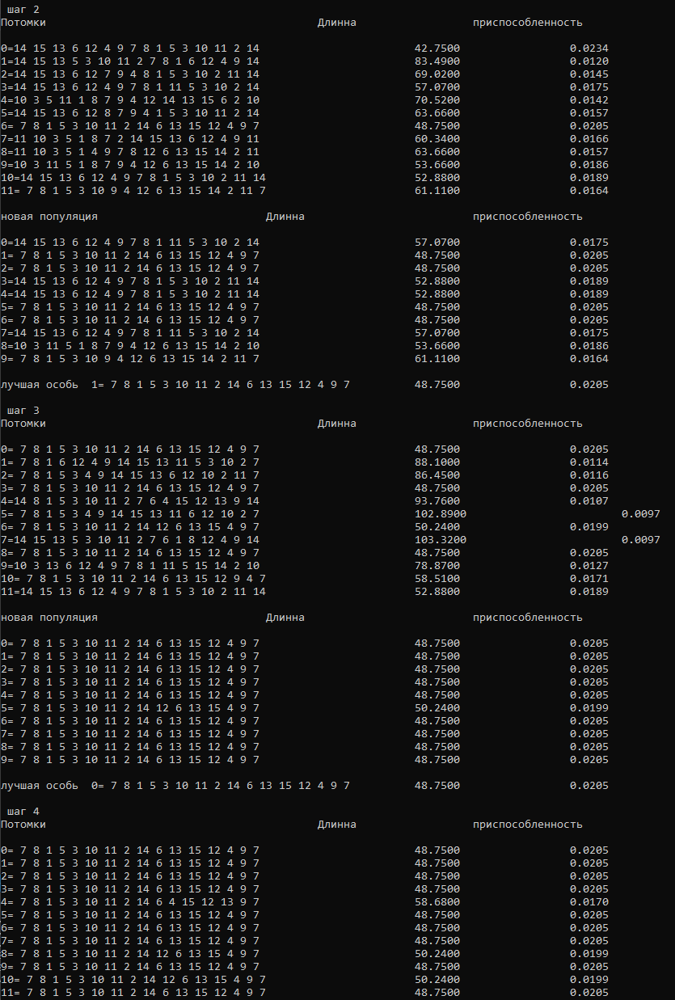 шаг 2
Потомки Длинна приспособленность
0=14 15 13 6 12 4 9 7 8 1 5 3 10 11 2 14 42.7500 0.0234
1=14 15 13 5 3 10 11 2 7 8 1 6 12 4 9 14 83.4900 0.0120
2=14 15 13 6 12 7 9 4 8 1 5 3 10 2 11 14 69.0200 0.0145
3=14 15 13 6 12 4 9 7 8 1 11 5 3 10 2 14 57.0700 0.0175
4=10 3 5 11 1 8 7 9 4 12 14 13 15 6 2 10 70.5200 0.0142
5=14 15 13 6 12 8 7 9 4 1 5 3 10 11 2 14 63.6600 0.0157
6= 7 8 1 5 3 10 11 2 14 6 13 15 12 4 9 7 48.7500 0.0205
7=11 10 3 5 1 8 7 2 14 15 13 6 12 4 9 11 60.3400 0.0166
8=11 10 3 5 1 4 9 7 8 12 6 13 15 14 2 11 63.6600 0.0157
9=10 3 11 5 1 8 7 9 4 12 6 13 15 14 2 10 53.6600 0.0186
10=14 15 13 6 12 4 9 7 8 1 5 3 10 2 11 14 52.8800 0.0189
11= 7 8 1 5 3 10 9 4 12 6 13 15 14 2 11 7 61.1100 0.0164
новая популяция Длинна приспособленность
0=14 15 13 6 12 4 9 7 8 1 11 5 3 10 2 14 57.0700 0.0175
1= 7 8 1 5 3 10 11 2 14 6 13 15 12 4 9 7 48.7500 0.0205
2= 7 8 1 5 3 10 11 2 14 6 13 15 12 4 9 7 48.7500 0.0205
3=14 15 13 6 12 4 9 7 8 1 5 3 10 2 11 14 52.8800 0.0189
4=14 15 13 6 12 4 9 7 8 1 5 3 10 2 11 14 52.8800 0.0189
5= 7 8 1 5 3 10 11 2 14 6 13 15 12 4 9 7 48.7500 0.0205
6= 7 8 1 5 3 10 11 2 14 6 13 15 12 4 9 7 48.7500 0.0205
7=14 15 13 6 12 4 9 7 8 1 11 5 3 10 2 14 57.0700 0.0175
8=10 3 11 5 1 8 7 9 4 12 6 13 15 14 2 10 53.6600 0.0186
9= 7 8 1 5 3 10 9 4 12 6 13 15 14 2 11 7 61.1100 0.0164
лучшая особь 1= 7 8 1 5 3 10 11 2 14 6 13 15 12 4 9 7 48.7500 0.0205
шаг 3
Потомки Длинна приспособленность
0= 7 8 1 5 3 10 11 2 14 6 13 15 12 4 9 7 48.7500 0.0205
1= 7 8 1 6 12 4 9 14 15 13 11 5 3 10 2 7 88.1000 0.0114
2= 7 8 1 5 3 4 9 14 15 13 6 12 10 2 11 7 86.4500 0.0116
3= 7 8 1 5 3 10 11 2 14 6 13 15 12 4 9 7 48.7500 0.0205
4=14 8 1 5 3 10 11 2 7 6 4 15 12 13 9 14 93.7600 0.0107
5= 7 8 1 5 3 4 9 14 15 13 11 6 12 10 2 7 102.8900 0.0097
6= 7 8 1 5 3 10 11 2 14 12 6 13 15 4 9 7 50.2400 0.0199
7=14 15 13 5 3 10 11 2 7 6 1 8 12 4 9 14 103.3200 0.0097
8= 7 8 1 5 3 10 11 2 14 6 13 15 12 4 9 7 48.7500 0.0205
9=10 3 13 6 12 4 9 7 8 1 11 5 15 14 2 10 78.8700 0.0127
10= 7 8 1 5 3 10 11 2 14 6 13 15 12 9 4 7 58.5100 0.0171
11=14 15 13 6 12 4 9 7 8 1 5 3 10 2 11 14 52.8800 0.0189
новая популяция Длинна приспособленность
0= 7 8 1 5 3 10 11 2 14 6 13 15 12 4 9 7 48.7500 0.0205
1= 7 8 1 5 3 10 11 2 14 6 13 15 12 4 9 7 48.7500 0.0205
2= 7 8 1 5 3 10 11 2 14 6 13 15 12 4 9 7 48.7500 0.0205
3= 7 8 1 5 3 10 11 2 14 6 13 15 12 4 9 7 48.7500 0.0205
4= 7 8 1 5 3 10 11 2 14 6 13 15 12 4 9 7 48.7500 0.0205
5= 7 8 1 5 3 10 11 2 14 12 6 13 15 4 9 7 50.2400 0.0199
6= 7 8 1 5 3 10 11 2 14 6 13 15 12 4 9 7 48.7500 0.0205
7= 7 8 1 5 3 10 11 2 14 6 13 15 12 4 9 7 48.7500 0.0205
8= 7 8 1 5 3 10 11 2 14 6 13 15 12 4 9 7 48.7500 0.0205
9= 7 8 1 5 3 10 11 2 14 6 13 15 12 4 9 7 48.7500 0.0205
лучшая особь 0= 7 8 1 5 3 10 11 2 14 6 13 15 12 4 9 7 48.7500 0.0205
шаг 4
Потомки Длинна приспособленность
0= 7 8 1 5 3 10 11 2 14 6 13 15 12 4 9 7 48.7500 0.0205
1= 7 8 1 5 3 10 11 2 14 6 13 15 12 4 9 7 48.7500 0.0205
2= 7 8 1 5 3 10 11 2 14 6 13 15 12 4 9 7 48.7500 0.0205
3= 7 8 1 5 3 10 11 2 14 6 13 15 12 4 9 7 48.7500 0.0205
4= 7 8 1 5 3 10 11 2 14 6 4 15 12 13 9 7 58.6800 0.0170
5= 7 8 1 5 3 10 11 2 14 6 13 15 12 4 9 7 48.7500 0.0205
6= 7 8 1 5 3 10 11 2 14 6 13 15 12 4 9 7 48.7500 0.0205
7= 7 8 1 5 3 10 11 2 14 6 13 15 12 4 9 7 48.7500 0.0205
8= 7 8 1 5 3 10 11 2 14 12 6 13 15 4 9 7 50.2400 0.0199
9= 7 8 1 5 3 10 11 2 14 6 13 15 12 4 9 7 48.7500 0.0205
10= 7 8 1 5 3 10 11 2 14 12 6 13 15 4 9 7 50.2400 0.0199
11= 7 8 1 5 3 10 11 2 14 6 13 15 12 4 9 7 48.7500 0.0205